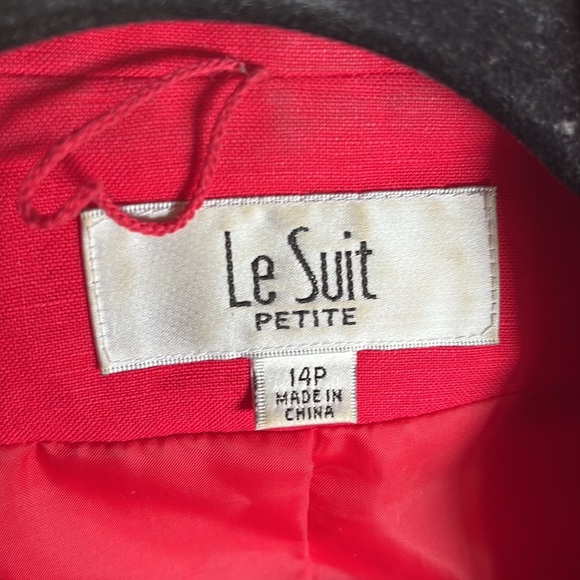 Le Suit
PETITE
14P
MADE IN
CHINA